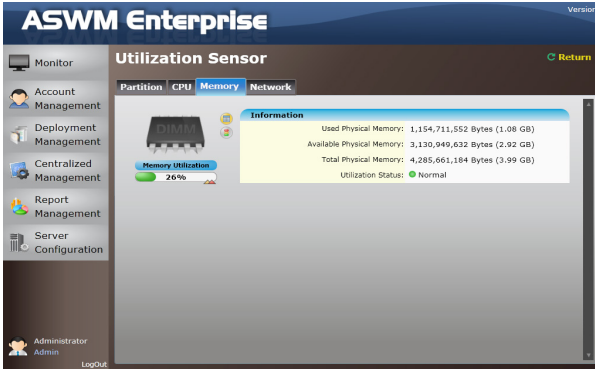 ASWM Enterprise
Version
Utilization Sensor
Return
Partition CPU Memory Network
Monitor
Account
Management
Deployment
Management
Centralized
Management
Report
Management
Server
Configuration
Administrator
Admin
LogOut
DIMM
Memory Utilization
26%
Information
Used Physical Memory: 1,154,711,552 Bytes (1.08 GB)
Available Physical Memory: 3,130,949,632 Bytes (2.92 GB)
Total Physical Memory: 4,285,661,184 Bytes (3.99 GB)
Utilization Status: Normal